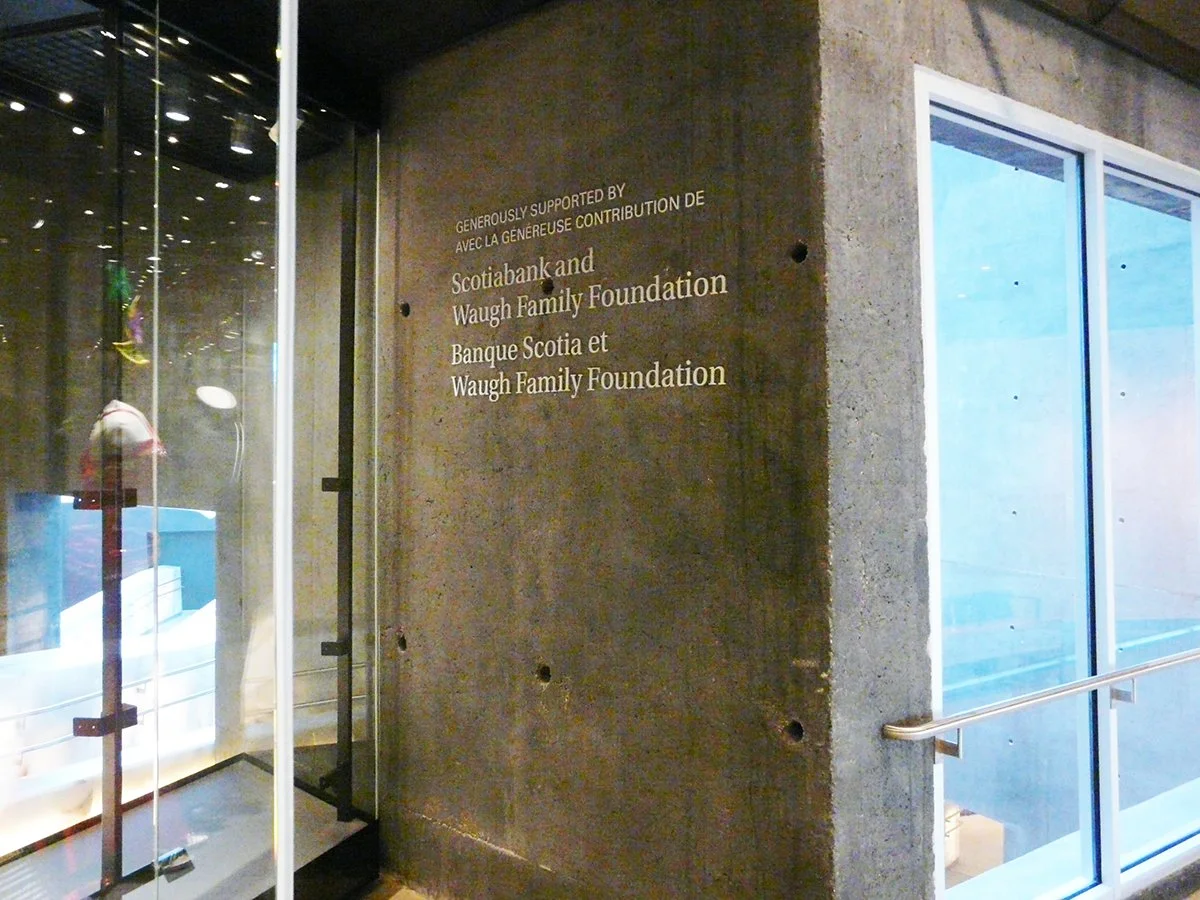 GENEROUSLY SUPPORTED BY
AVEC LA GÉNÉREUSE CONTRIBUTION DE
Scotiabank and
Waugh Family Foundation
Banque Scotia et
Waugh Family Foundation